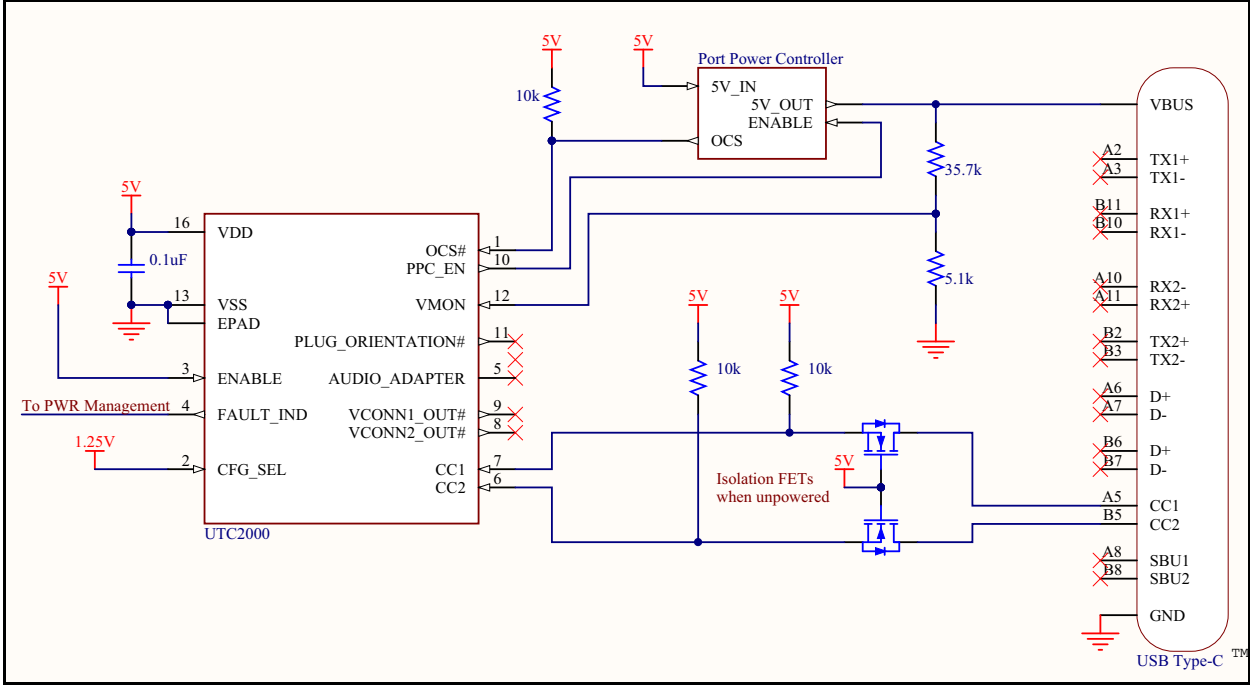 5V
5V
Port Power Controller
10k
5V_IN
5V_OUT
ENABLE
OCS
VBUS
A2 TX1+
A3 TX1-
35.7k
5V
16 VDD
OCS# 1
PPC_EN 10
B11 RX1+
B10 RX1-
0.1uF
5V
13 VSS
EPAD
VMON 12
5.1k
A10 RX2-
A11 RX2+
5V
5V
PLUG_ORIENTATION# 11
B2 TX2+
B3 TX2-
3 ENABLE
AUDIO_ADAPTER 5
10k
10k
A6 D+
A7 D-
To PWR Management 4 FAULT_IND
VCONN1_OUT# 9
VCONN2_OUT# 8
1.25V
2 CFG_SEL
CC1 7
CC2 6
5V
Isolation FETs
when unpowered
B6 D+
B7 D-
A5 CC1
B5 CC2
UTC2000
A8 SBU1
B8 SBU2
GND
USB Type-C TM